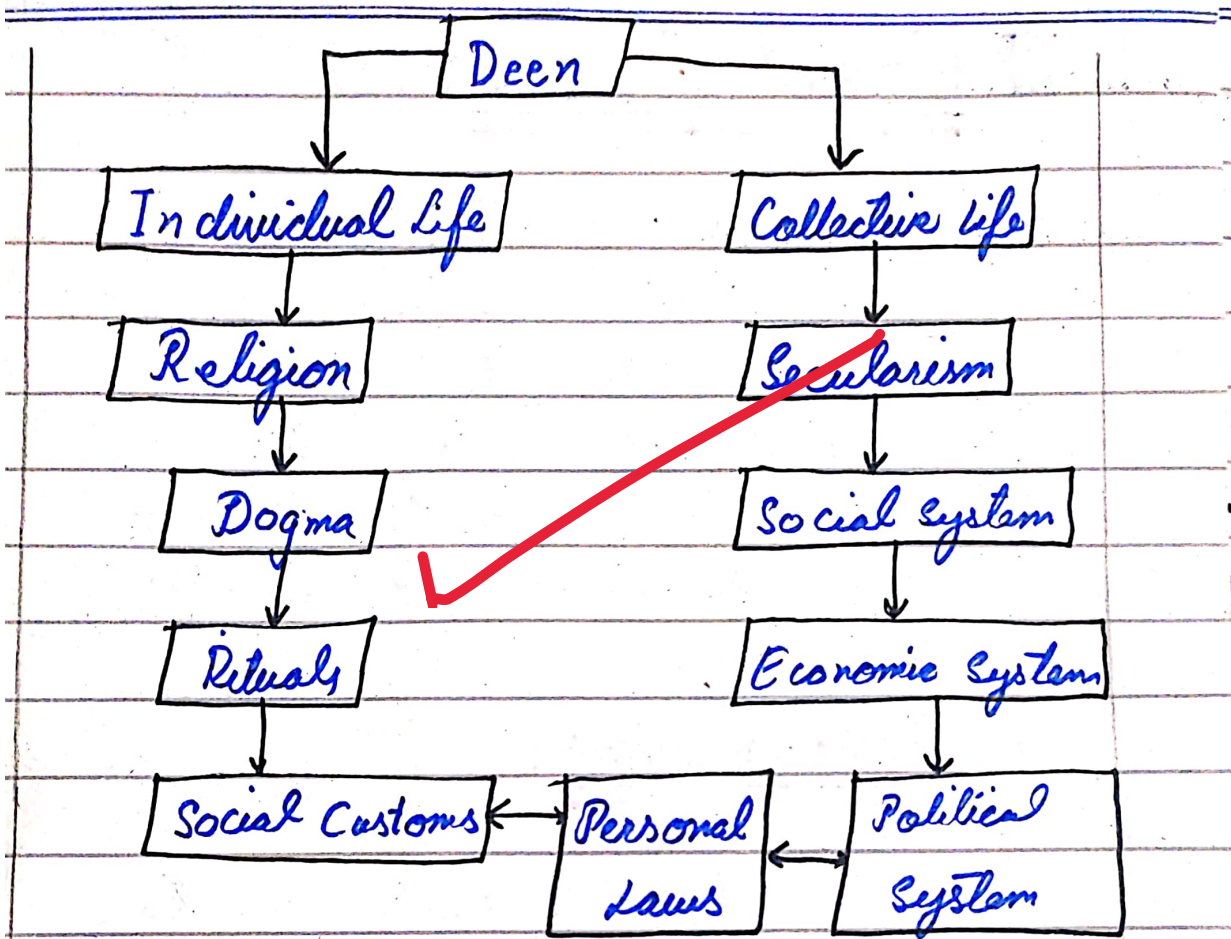 Deen
Individual Life
Collective Life
Religion
Secularism
Dogma
Social System
Rituals
Economic System
Social Customs
Personal
Laws
Political
System